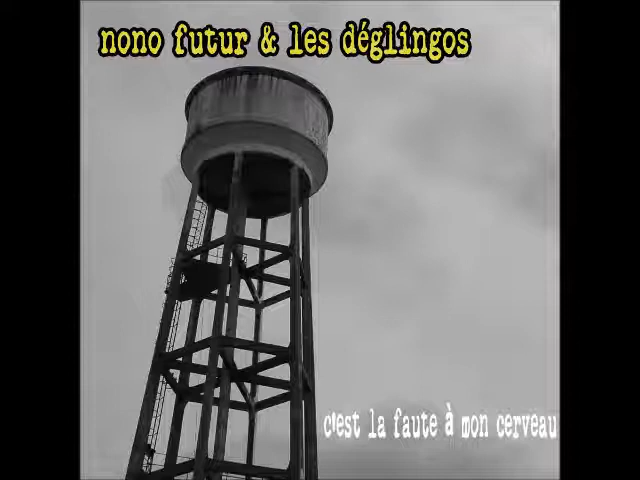 nono futur & les déglingos
c'est la faute à mon cerveau